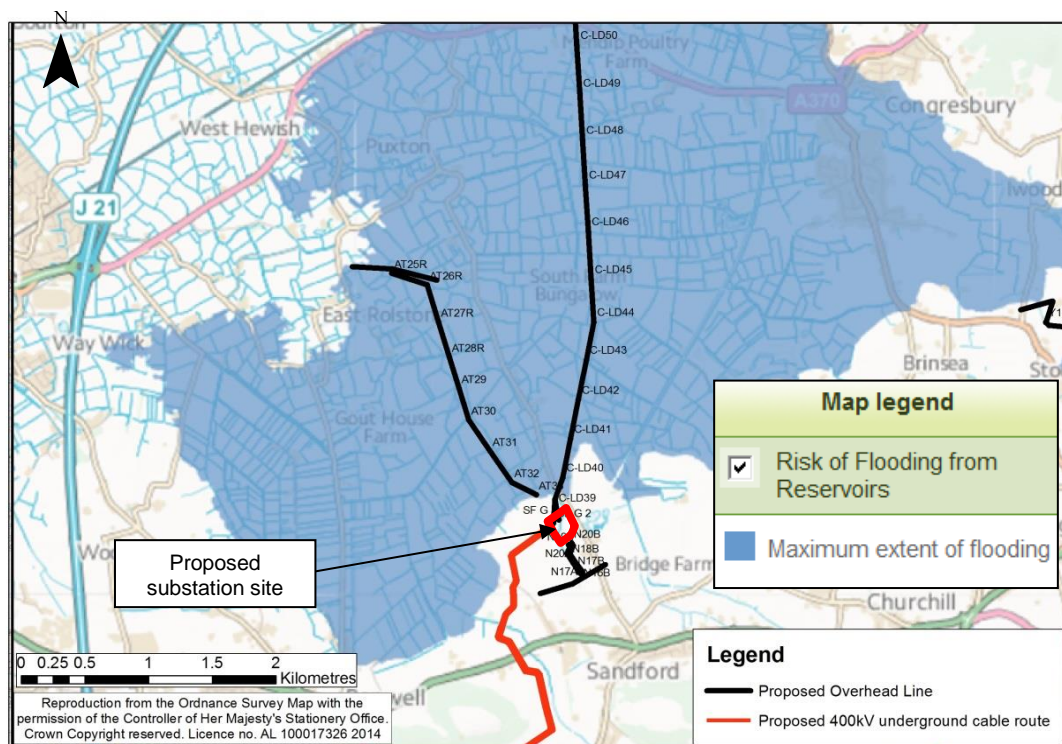 N
C-LD50
Mendip Poultry
Farm
C-LD49
A370
Congresbury
West Hewish
C-LD48
Puxton
C-LD47
J 21
C-LD46
AT25R
AT26R
C-LD45
South Farm
Bungalow
East Rolston
AT27R
C-LD44
Way Wick
AT28R
C-LD43
Brinsea
AT29
C-LD42
AT30
Gout House
Farm
C-LD41
AT31
C-LD40
AT32
C-LD39
SF G
G 2
N20B
N18B
N17B
N17A
N16B
Bridge Farm
Churchill
Sandford
Proposed
substation site
Map legend
Risk of Flooding from
Reservoirs
Maximum extent of flooding
Legend
Proposed Overhead Line
Proposed 400kV underground cable route
0 0.25 0.5 1 1.5 2
Kilometres
Reproduction from the Ordnance Survey Map with the
permission of the Controller of Her Majesty's Stationery Office.
Crown Copyright reserved. Licence no. AL 100017326 2014